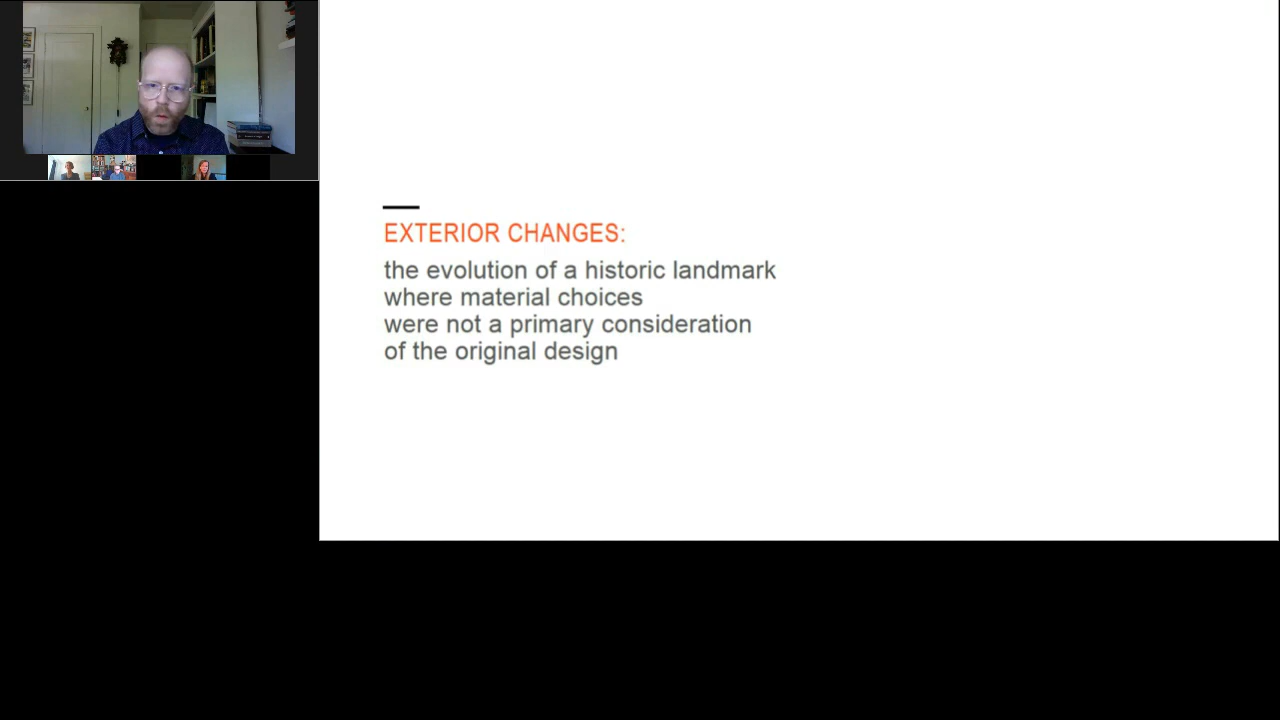 EXTERIOR CHANGES:
the evolution of a historic landmark
where material choices
were not a primary consideration
of the original design